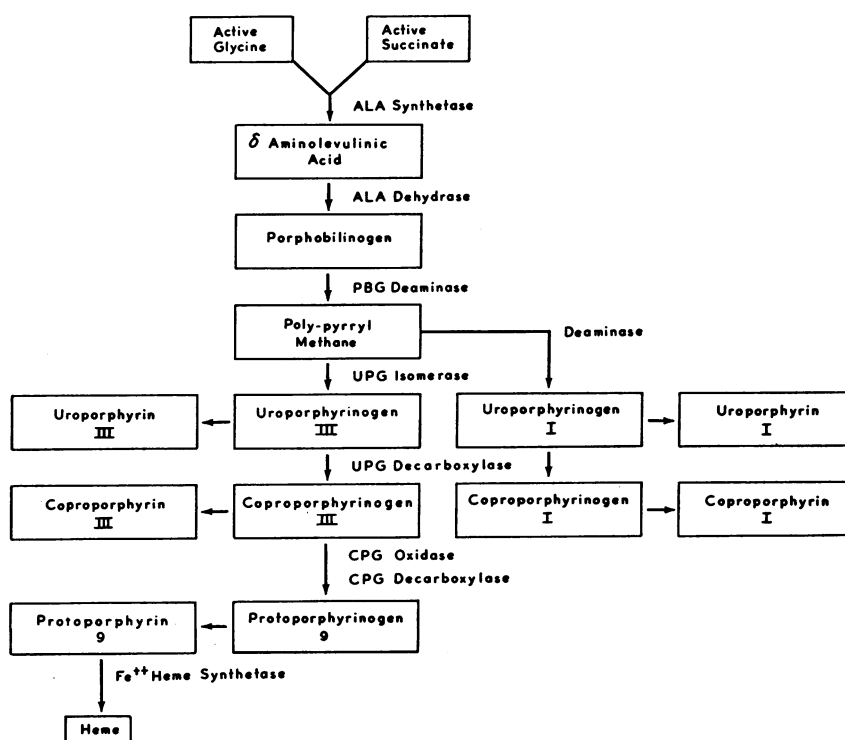 Active
Glycine
Active
Succinate
ALA Synthetase
δ Aminolevulinic
Acid
ALA Dehydrase
Porphobilinogen
PBG Deaminase
Poly-pyrryl
Methane
Deaminase
UPG Isomerase
Uroporphyrin
III
Uroporphyrinogen
III
Uroporphyrinogen
I
Uroporphyrin
I
UPG Decarboxylase
Coproporphyrin
III
Coproporphyrinogen
III
Coproporphyrinogen
I
Coproporphyrin
I
CPG Oxidase
CPG Decarboxylase
Protoporphyrin
9
Protoporphyrinogen
9
Fe++ Heme Synthetase
Heme